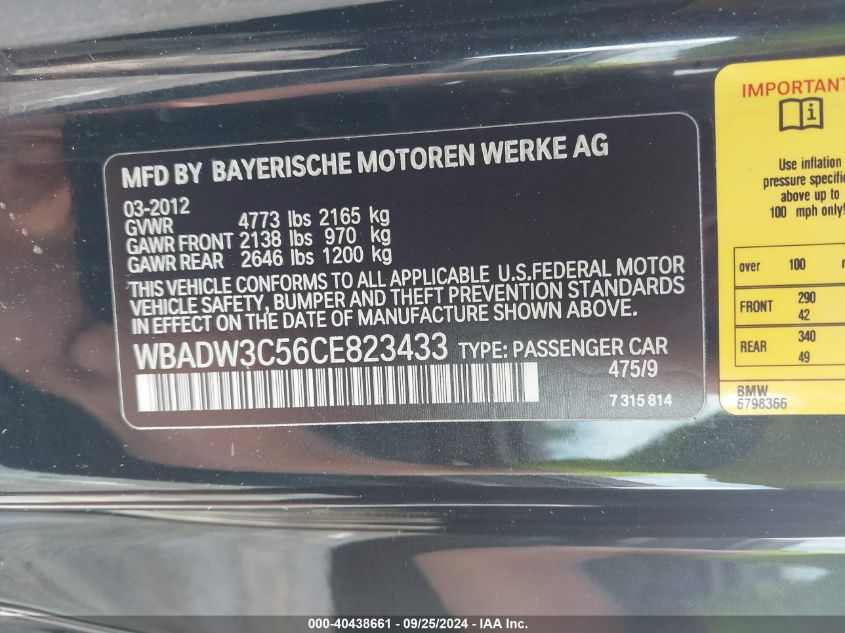 MFD BY BAYERISCHE MOTOREN WERKE AG
03-2012
GVWR 4773 lbs 2165 kg
GAWR FRONT 2138 lbs 970 kg
GAWR REAR 2646 lbs 1200 kg
THIS VEHICLE CONFORMS TO ALL APPLICABLE U.S.FEDERAL MOTOR
VEHICLE SAFETY, BUMPER AND THEFT PREVENTION STANDARDS
IN EFFECT ON THE DATE OF MANUFACTURE SHOWN ABOVE.
WBADW3C56CE823433 TYPE: PASSENGER CAR
475/9
7 315 814
IMPORTANT
Use inflation
pressure specifie
above up to
100 mph only!
over 100
FRONT 290
42
REAR 340
49
BMW
6798366
000-40438661 - 09/25/2024 - IAA Inc.